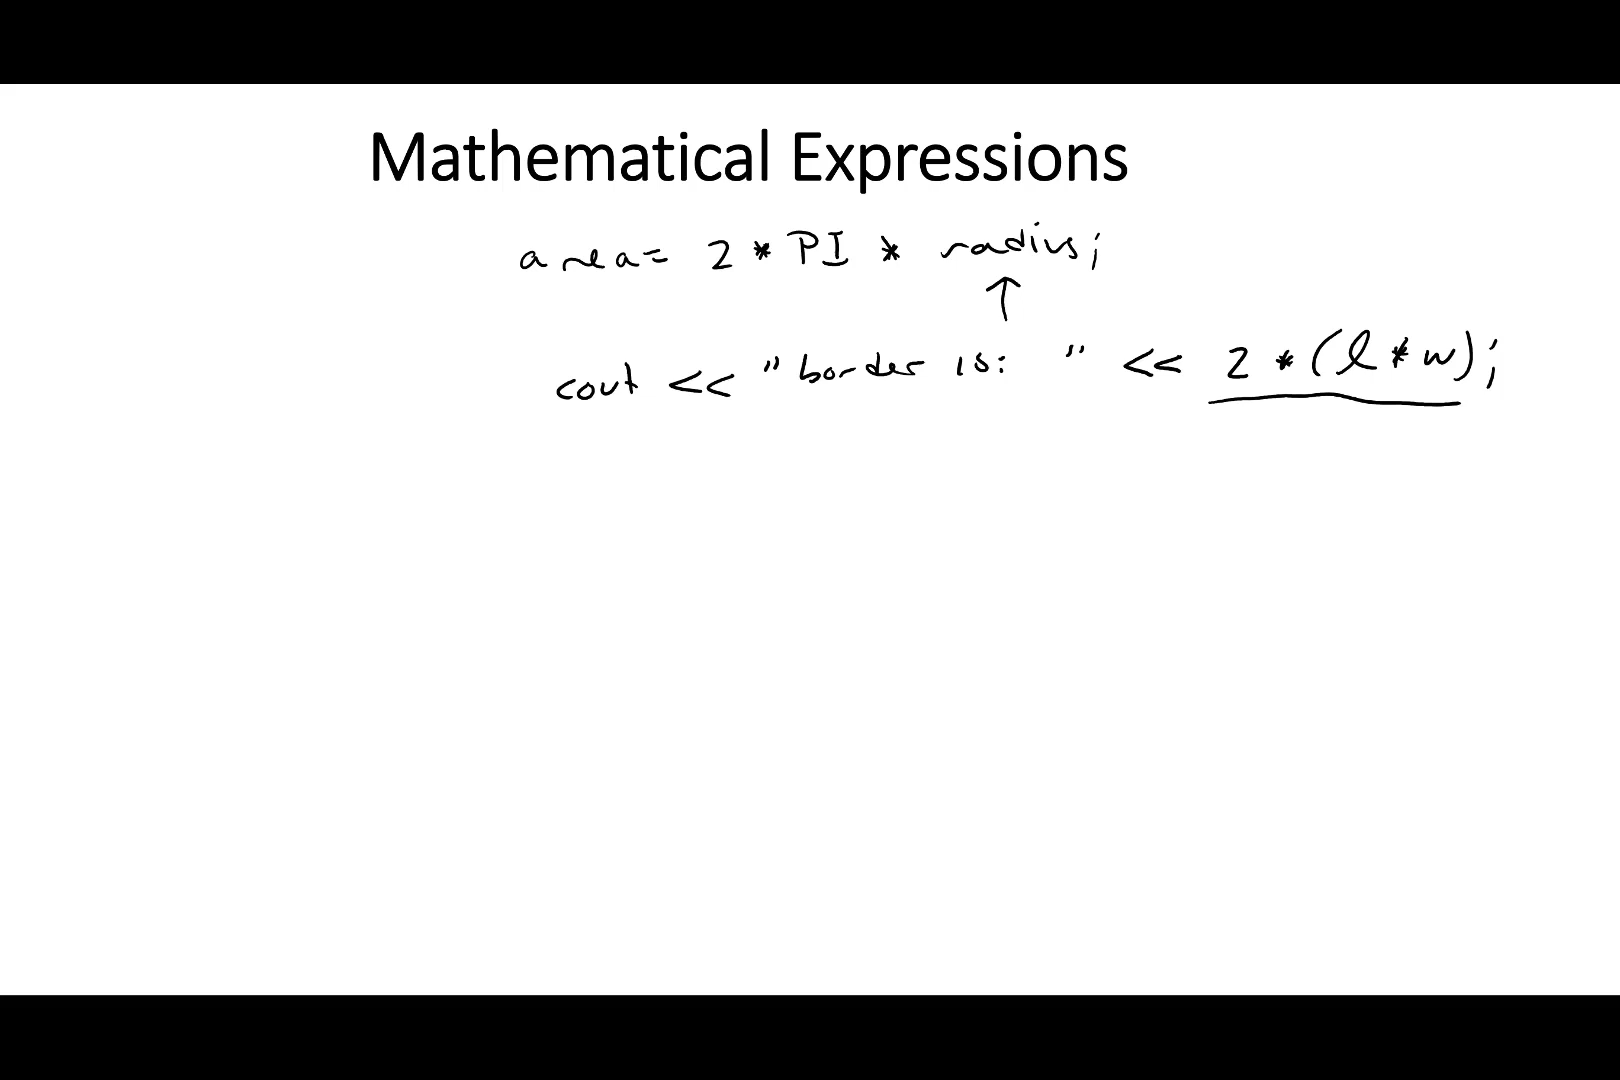 Mathematical Expressions
area= 2 * PI * radius;
cout << "border is: " << 2 * (l * w);